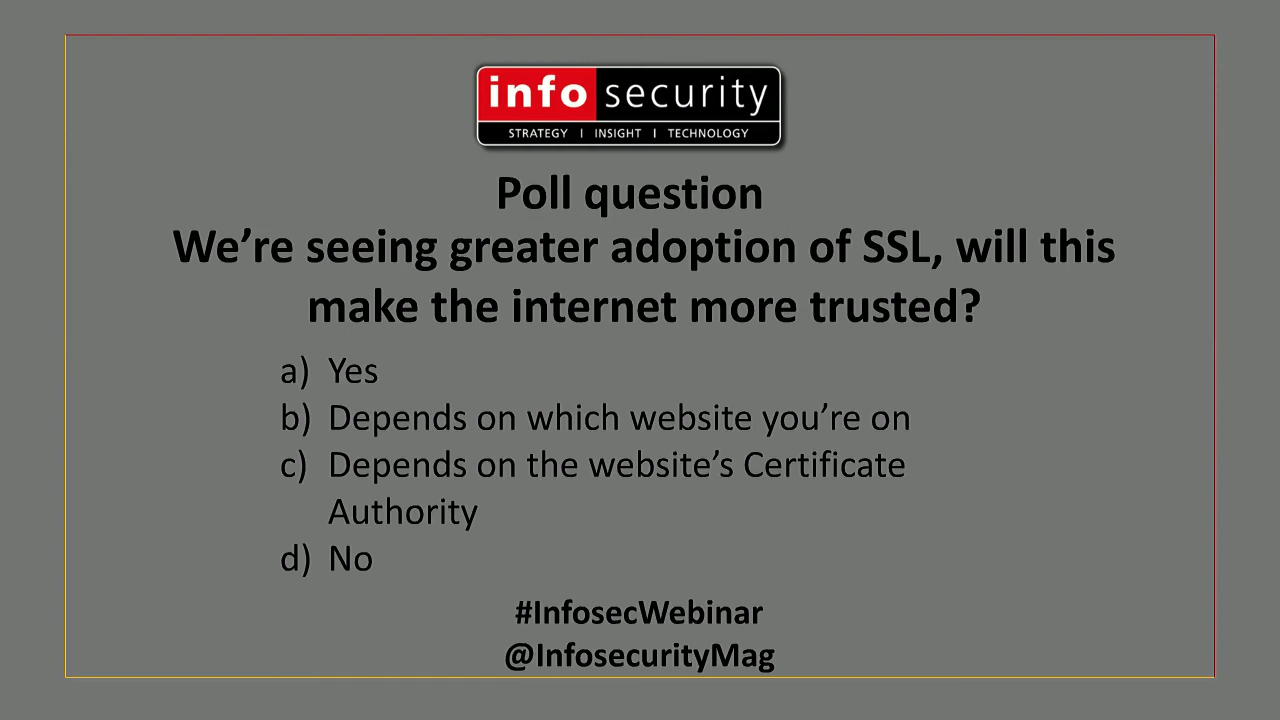 info security
STRATEGY | INSIGHT | TECHNOLOGY
Poll question
We’re seeing greater adoption of SSL, will this
make the internet more trusted?
a) Yes
b) Depends on which website you’re on
c) Depends on the website’s Certificate
Authority
d) No
#InfosecWebinar
@InfosecurityMag